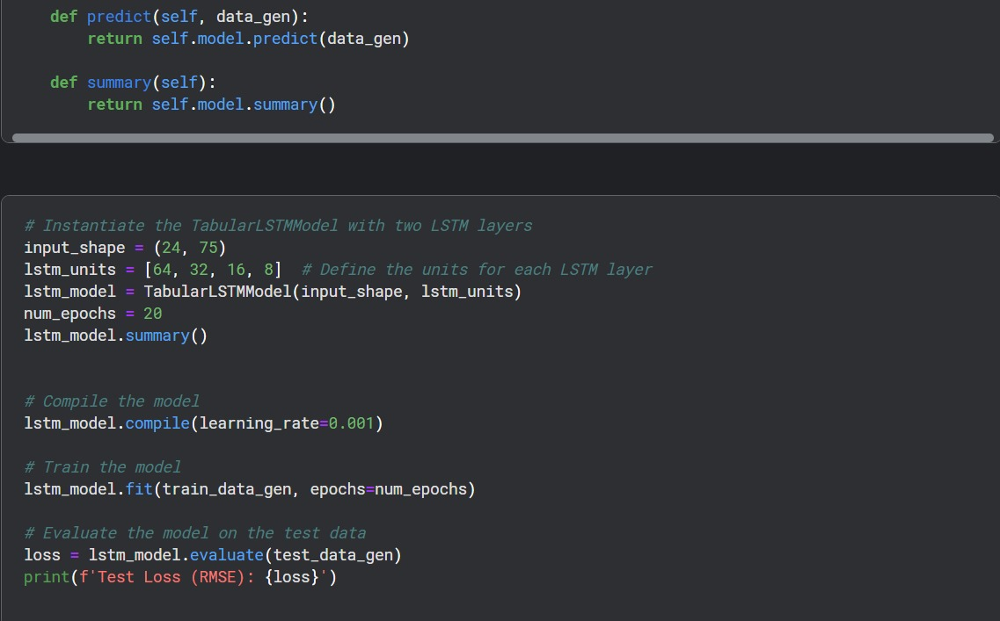 def predict(self, data_gen):
return self.model.predict(data_gen)
def summary(self):
return self.model.summary()
# Instantiate the TabularLSTMModel with two LSTM layers
input_shape = (24, 75)
lstm_units = [64, 32, 16, 8]  # Define the units for each LSTM layer
lstm_model = TabularLSTMModel(input_shape, lstm_units)
num_epochs = 20
lstm_model.summary()
# Compile the model
lstm_model.compile(learning_rate=0.001)
# Train the model
lstm_model.fit(train_data_gen, epochs=num_epochs)
# Evaluate the model on the test data
loss = lstm_model.evaluate(test_data_gen)
print(f'Test Loss (RMSE): {loss}')